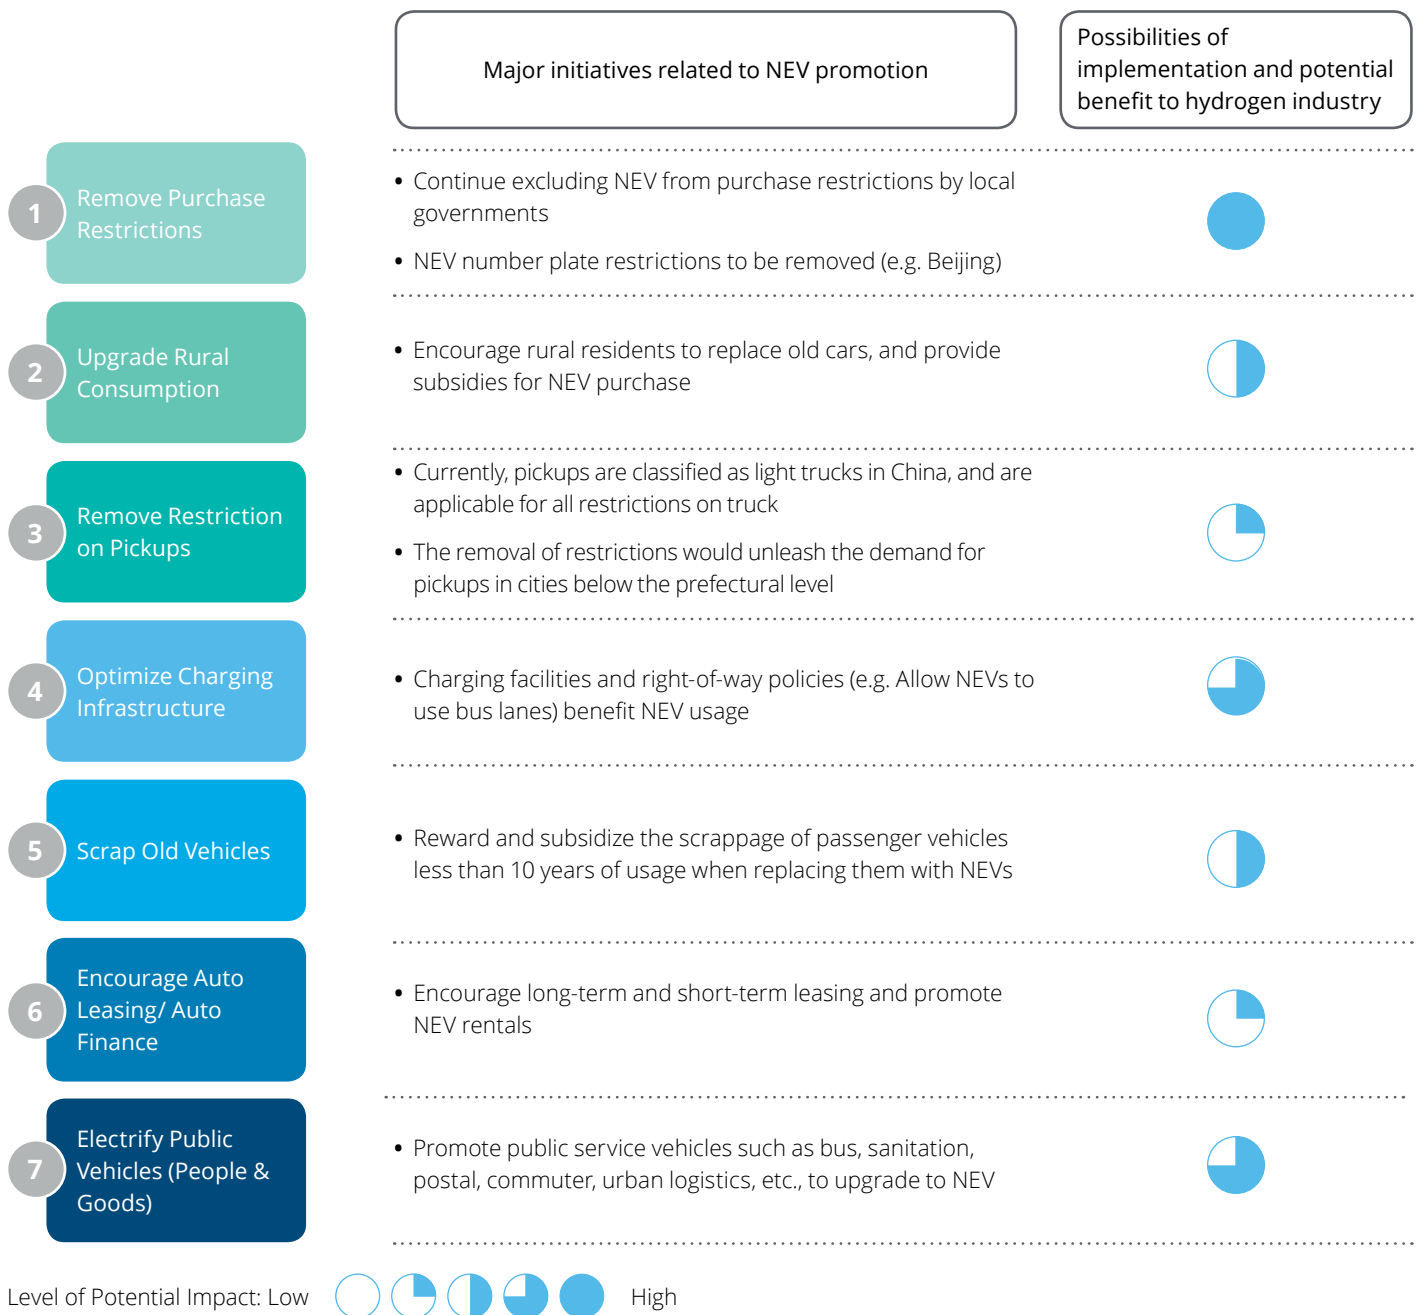 Major initiatives related to NEV promotion
Possibilities of
implementation and potential
benefit to hydrogen industry
1
Remove Purchase
Restrictions
• Continue excluding NEV from purchase restrictions by local
governments
• NEV number plate restrictions to be removed (e.g. Beijing)
2
Upgrade Rural
Consumption
• Encourage rural residents to replace old cars, and provide
subsidies for NEV purchase
3
Remove Restriction
on Pickups
• Currently, pickups are classified as light trucks in China, and are
applicable for all restrictions on truck
• The removal of restrictions would unleash the demand for
pickups in cities below the prefectural level
4
Optimize Charging
Infrastructure
• Charging facilities and right-of-way policies (e.g. Allow NEVs to
use bus lanes) benefit NEV usage
5
Scrap Old Vehicles
• Reward and subsidize the scrappage of passenger vehicles
less than 10 years of usage when replacing them with NEVs
6
Encourage Auto
Leasing/ Auto
Finance
• Encourage long-term and short-term leasing and promote
NEV rentals
7
Electrify Public
Vehicles (People &
Goods)
• Promote public service vehicles such as bus, sanitation,
postal, commuter, urban logistics, etc., to upgrade to NEV
Level of Potential Impact: Low
High